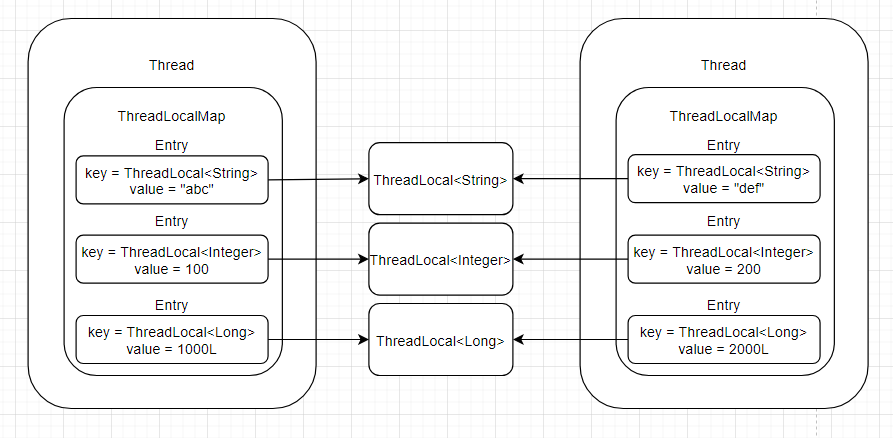 Thread
ThreadLocalMap
Entry
key = ThreadLocal<String>
value = "abc"
Entry
key = ThreadLocal<Integer>
value = 100
Entry
key = ThreadLocal<Long>
value = 1000L
ThreadLocal<String>
ThreadLocal<Integer>
ThreadLocal<Long>
Thread
ThreadLocalMap
Entry
key = ThreadLocal<String>
value = "def"
Entry
key = ThreadLocal<Integer>
value = 200
Entry
key = ThreadLocal<Long>
value = 2000L